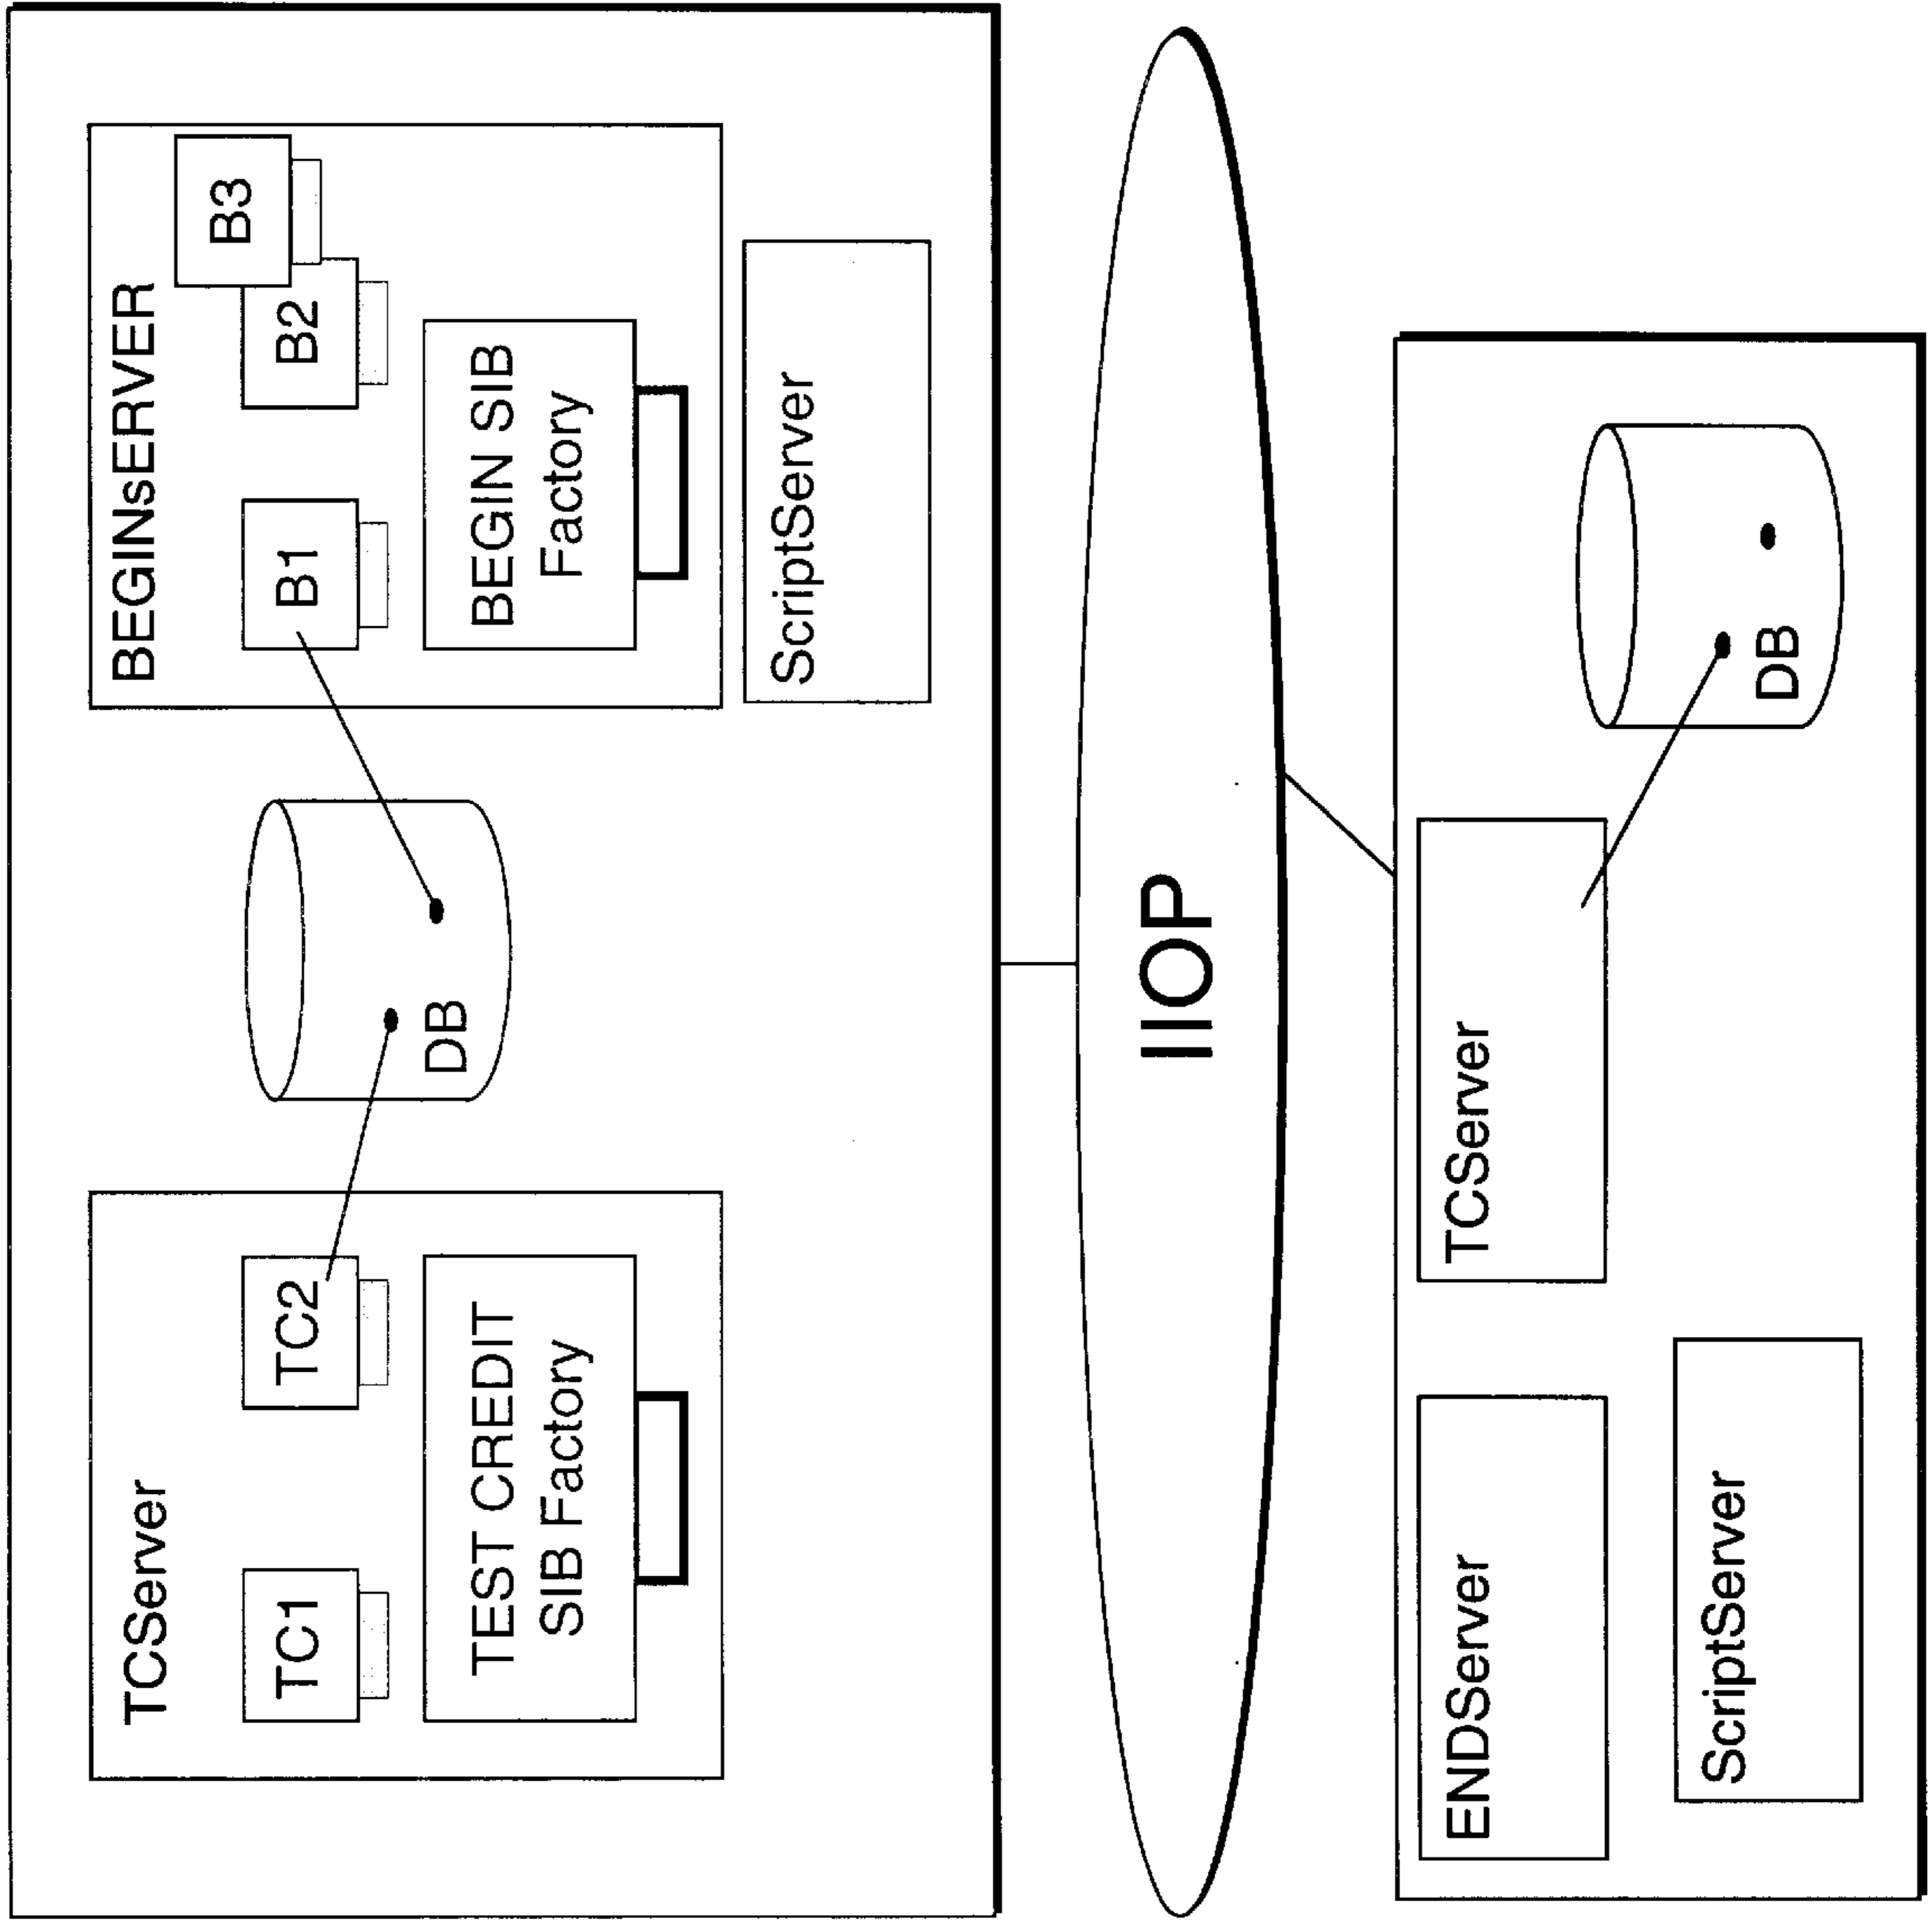 TCServer
TC1
TC2
TEST CREDIT
SIB Factory
DB
BEGINsERVER
B1
B2
B3
BEGIN SIB
Factory
ScriptServer
IIOP
ENDServer
TCServer
ScriptServer
DB